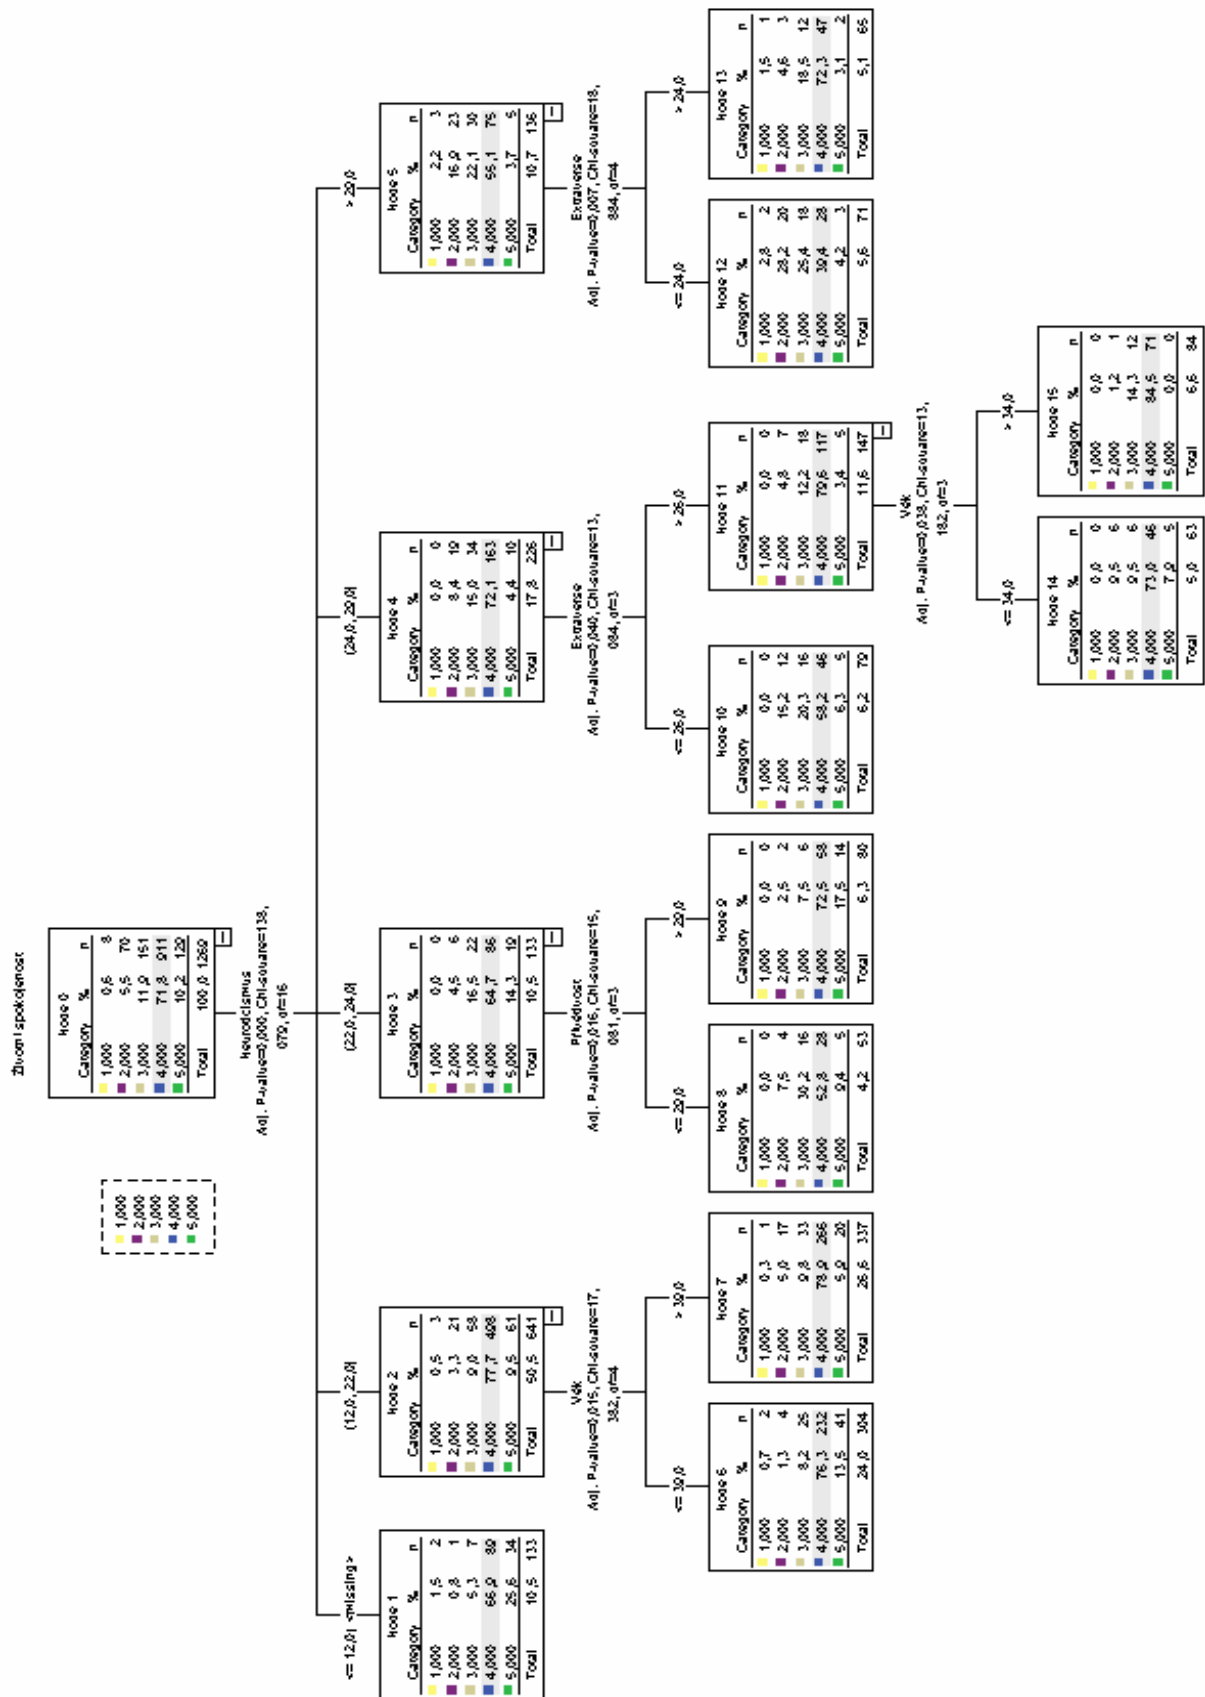 Životní spokojenost
1,000
2,000
3,000
4,000
5,000
Node 0
Category % n
1,000 0,6 8
2,000 5,5 70
3,000 11,9 151
4,000 71,8 911
5,000 10,2 129
Total 100,0 1269
Neuroticismus
Adj. P-value=0,000, Chi-square=138,
079, df=16
<= 12,0; <missing>
(12,0, 22,0]
(22,0, 24,0]
(24,0, 29,0]
> 29,0
Node 1
Category % n
1,000 1,5 2
2,000 0,8 1
3,000 5,3 7
4,000 66,9 89
5,000 25,6 34
Total 10,5 133
Node 2
Category % n
1,000 0,5 3
2,000 3,3 21
3,000 9,0 58
4,000 77,7 498
5,000 9,5 61
Total 50,5 641
Node 3
Category % n
1,000 0,0 0
2,000 4,5 6
3,000 16,5 22
4,000 64,7 86
5,000 14,3 19
Total 10,5 133
Node 4
Category % n
1,000 0,0 0
2,000 8,4 19
3,000 15,0 34
4,000 72,1 163
5,000 4,4 10
Total 17,8 226
Node 5
Category % n
1,000 2,2 3
2,000 16,9 23
3,000 22,1 30
4,000 55,1 75
5,000 3,7 5
Total 10,7 136
Věk
Adj. P-value=0,015, Chi-square=17,
382, df=4
<= 39,0
> 39,0
Přívětivost
Adj. P-value=0,016, Chi-square=15,
081, df=3
<= 29,0
> 29,0
Extraverse
Adj. P-value=0,040, Chi-square=13,
084, df=3
<= 26,0
> 26,0
Extraverse
Adj. P-value=0,007, Chi-square=18,
884, df=4
<= 24,0
> 24,0
Node 6
Category % n
1,000 0,7 2
2,000 1,3 4
3,000 8,2 25
4,000 76,3 232
5,000 13,5 41
Total 24,0 304
Node 7
Category % n
1,000 0,3 1
2,000 5,0 17
3,000 9,8 33
4,000 78,9 266
5,000 5,9 20
Total 26,6 337
Node 8
Category % n
1,000 0,0 0
2,000 7,5 4
3,000 30,2 16
4,000 52,8 28
5,000 9,4 5
Total 4,2 53
Node 9
Category % n
1,000 0,0 0
2,000 2,5 2
3,000 7,5 6
4,000 72,5 58
5,000 17,5 14
Total 6,3 80
Node 10
Category % n
1,000 0,0 0
2,000 15,2 12
3,000 20,3 16
4,000 58,2 46
5,000 6,3 5
Total 6,2 79
Node 11
Category % n
1,000 0,0 0
2,000 4,8 7
3,000 12,2 18
4,000 79,6 117
5,000 3,4 5
Total 11,6 147
Node 12
Category % n
1,000 2,8 2
2,000 28,2 20
3,000 25,4 18
4,000 39,4 28
5,000 4,2 3
Total 5,6 71
Node 13
Category % n
1,000 1,5 1
2,000 4,6 3
3,000 18,5 12
4,000 72,3 47
5,000 3,1 2
Total 5,1 65
Věk
Adj. P-value=0,038, Chi-square=13,
182, df=3
<= 34,0
> 34,0
Node 14
Category % n
1,000 0,0 0
2,000 9,5 6
3,000 9,5 6
4,000 73,0 46
5,000 7,9 5
Total 5,0 63
Node 15
Category % n
1,000 0,0 0
2,000 1,2 1
3,000 14,3 12
4,000 84,5 71
5,000 0,0 0
Total 6,6 84